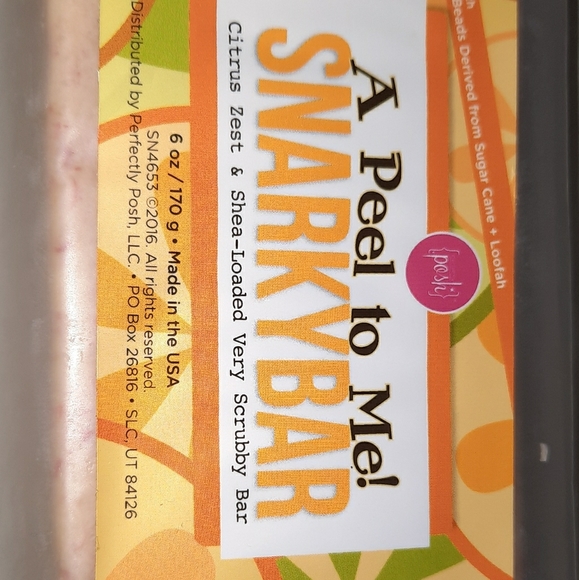 h
Beads Derived from Sugar Cane + Loofah
{posh}
A Peel to Me!
SNARKYBAR
Citrus Zest & Shea-Loaded Very Scrubby Bar
6 oz / 170 g • Made in the USA
SN4653 ©2016. All rights reserved.
Distributed by Perfectly Posh, LLC. • PO Box 26816 • SLC, UT 84126